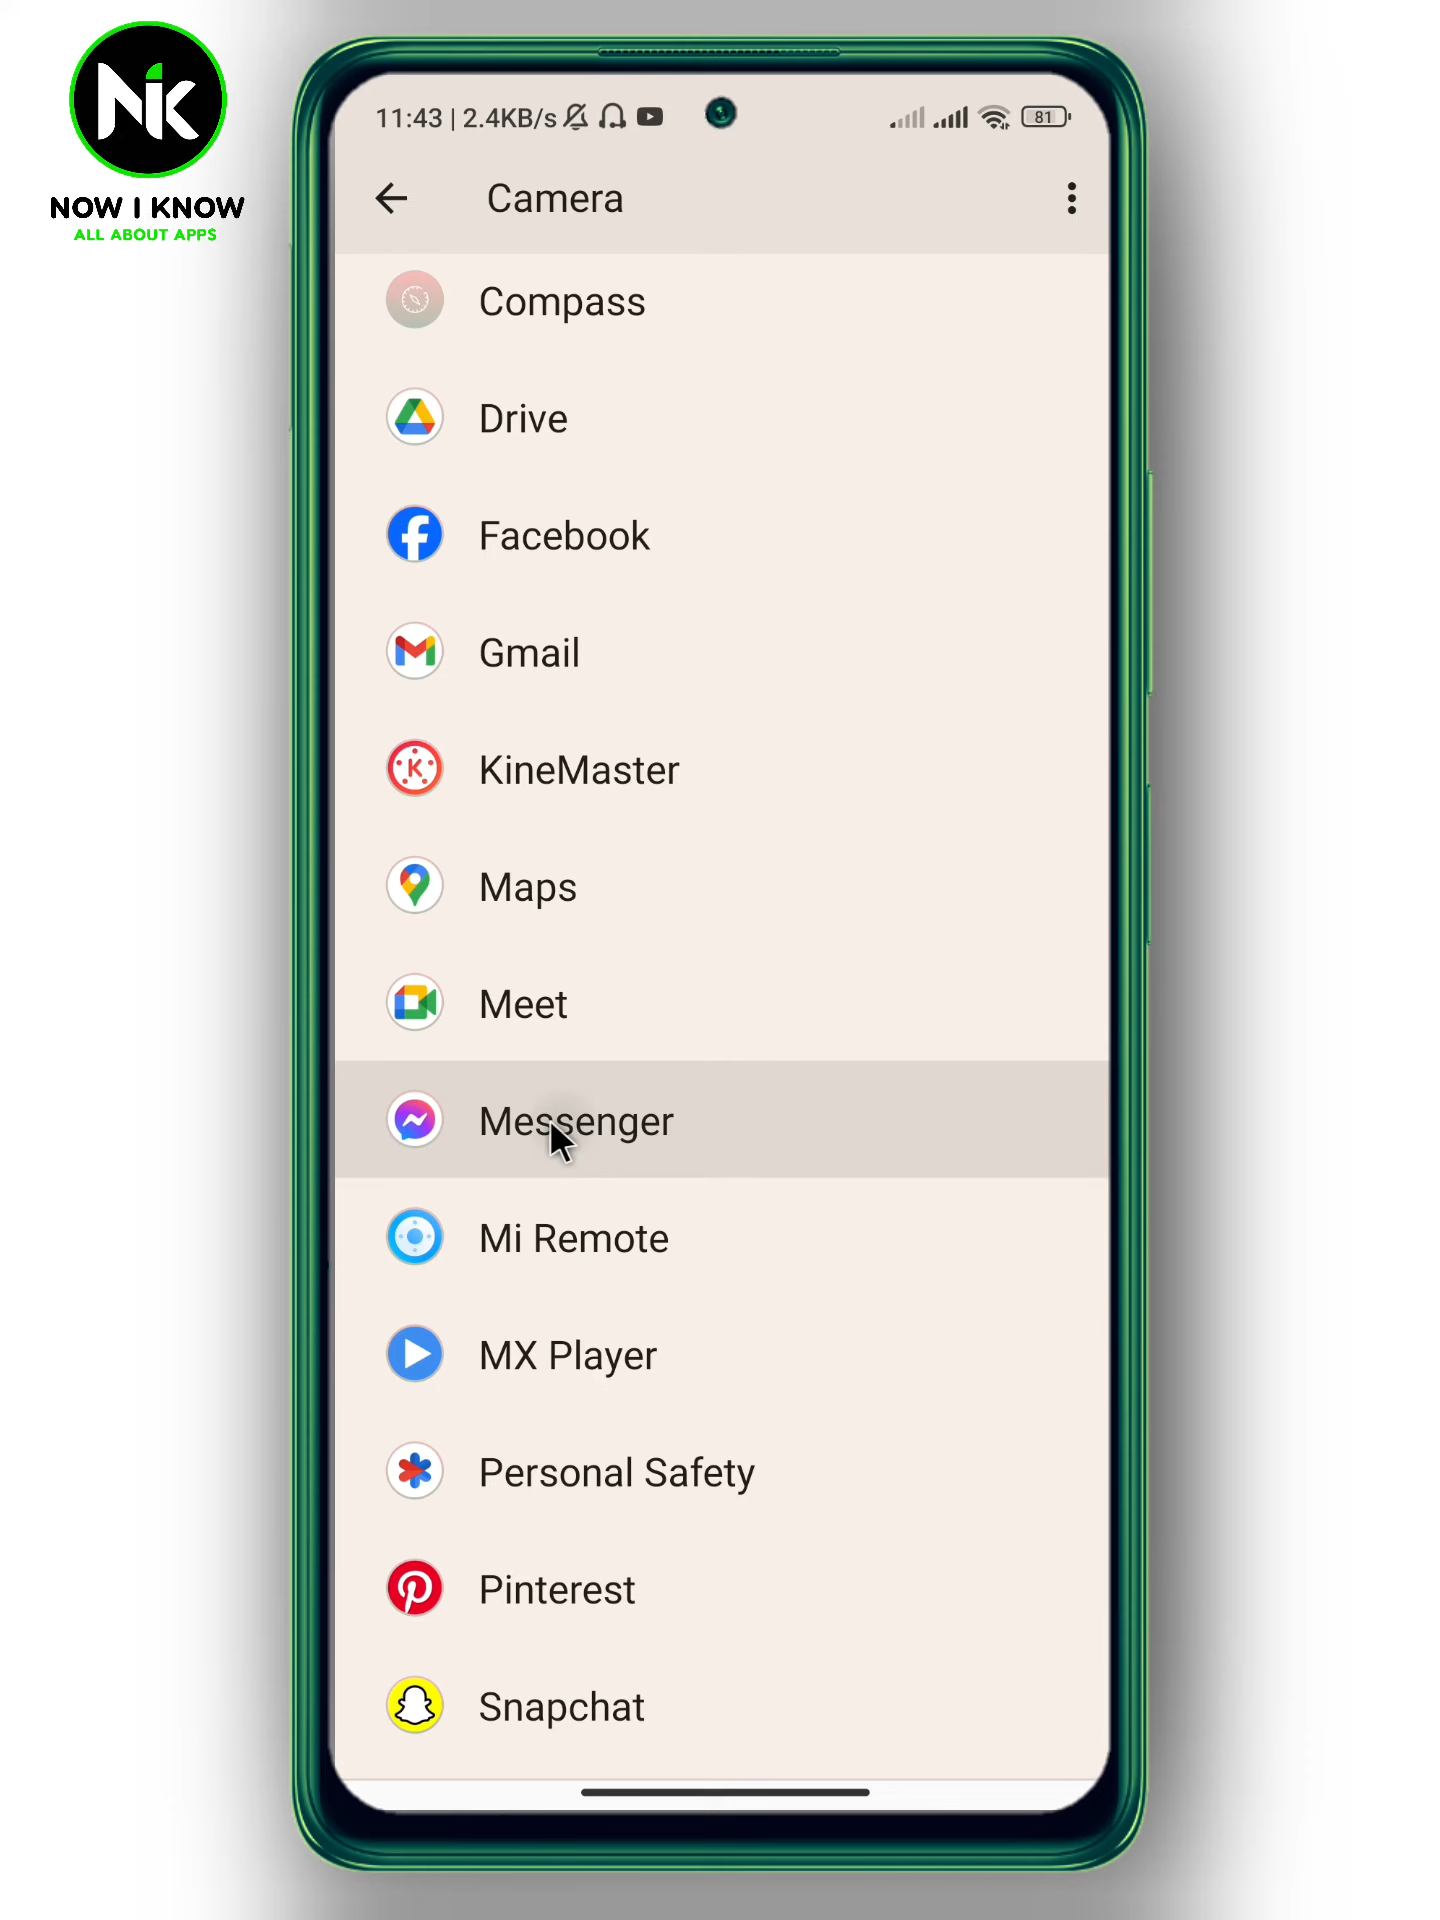 NiK
NOW I KNOW
ALL ABOUT APPS
11:43 | 2.4KB/s
81
Camera
Compass
Drive
Facebook
Gmail
KineMaster
Maps
Meet
Messenger
Mi Remote
MX Player
Personal Safety
Pinterest
Snapchat